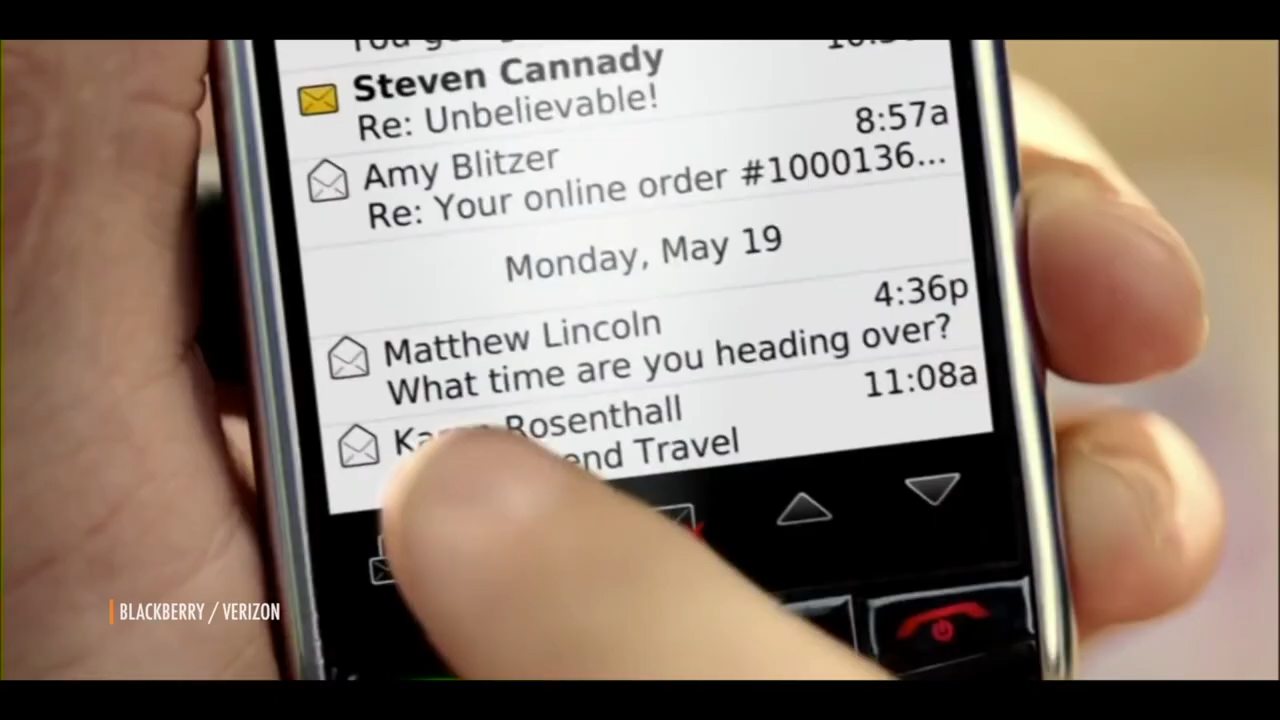 Steven Cannady
Re: Unbelievable!
8:57a
Amy Blitzer
Re: Your online order #1000136...
Monday, May 19
4:36p
Matthew Lincoln
What time are you heading over?
11:08a
Rosenthall
Travel
BLACKBERRY / VERIZON